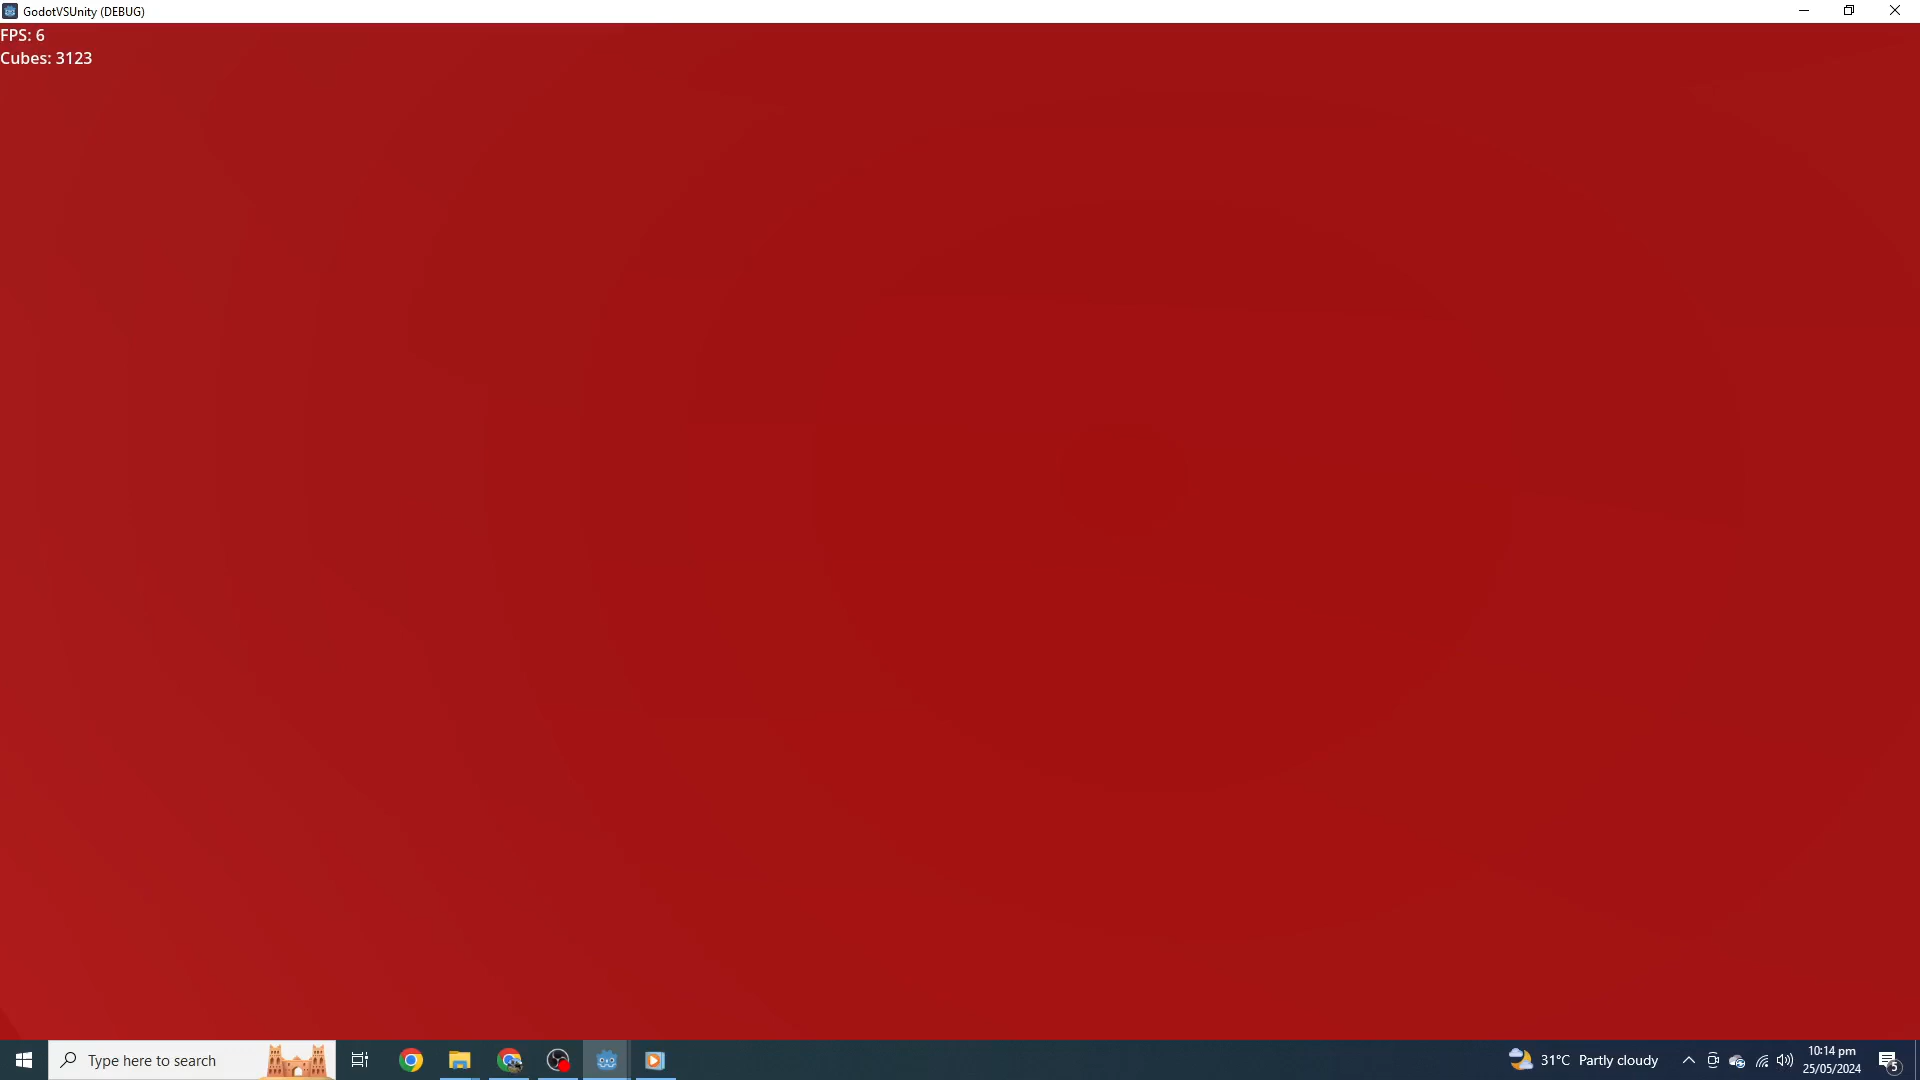 GodotVSUnity (DEBUG)
FPS: 6
Cubes: 3123
Type here to search
31°C Partly cloudy
10:14 pm
25/05/2024
5